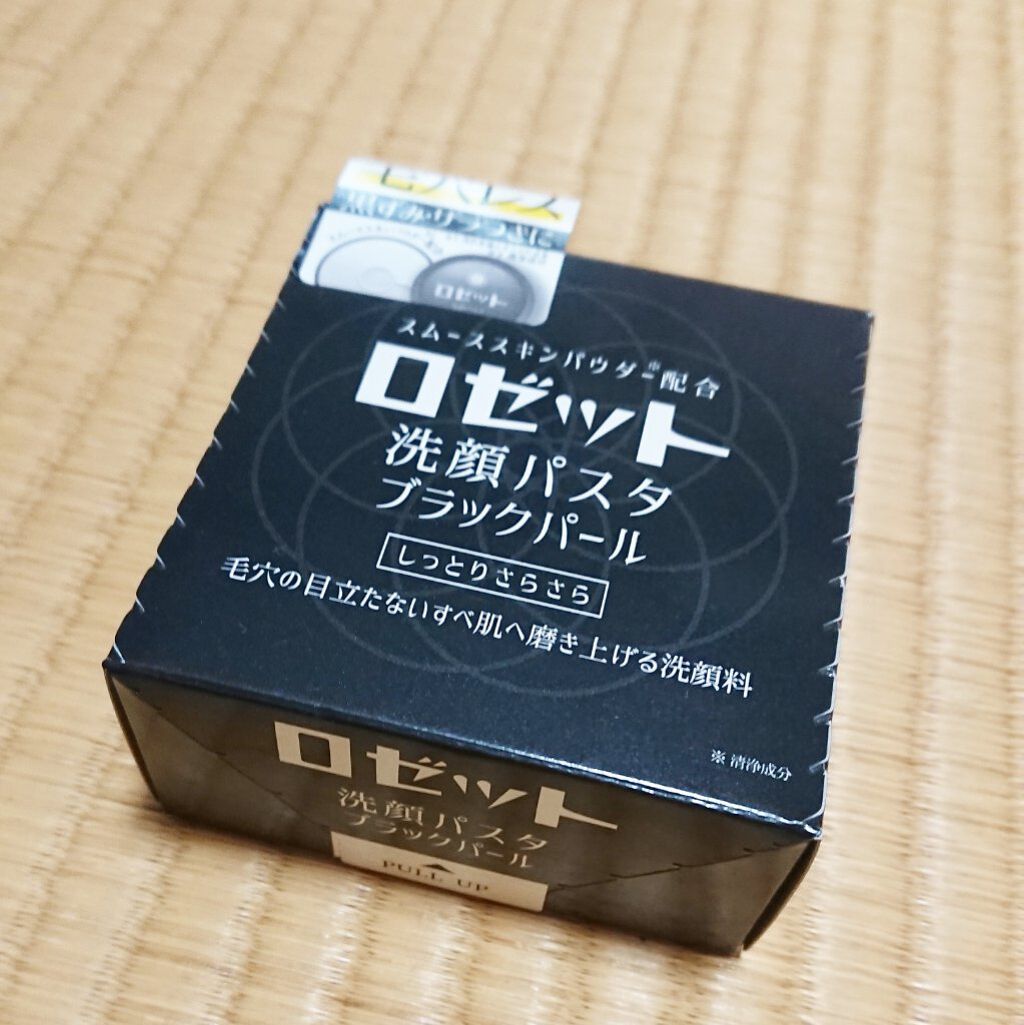 黒ずみザラつきに
ロゼット
スムーススキンパウダー※配合
ロゼット
洗顔パスタ
ブラックパール
しっとりさらさら
毛穴の目立たないすべ肌へ磨き上げる洗顔料
※ 清浄成分
ロゼット
洗顔パスタ
ブラックパール
PULL UP